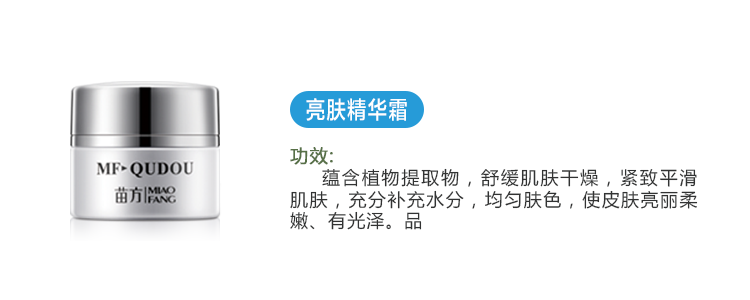 亮肤精华霜
MF▸QUDOU
苗方|MIAO
FANG
功效:
蕴含植物提取物，舒缓肌肤干燥，紧致平滑
肌肤，充分补充水分，均匀肤色，使皮肤亮丽柔
嫩、有光泽。品